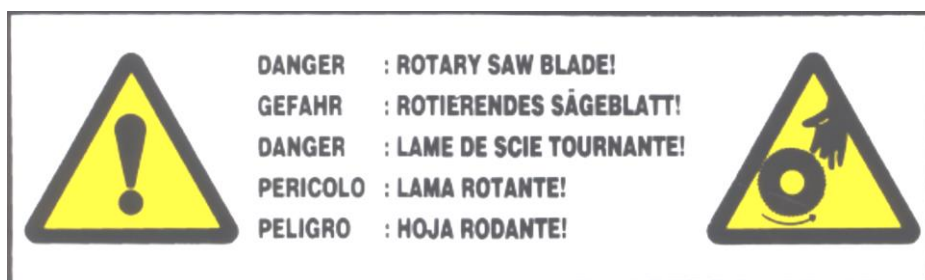 DANGER : ROTARY SAW BLADE!
GEFAHR : ROTIERENDES SÄGEBLATT!
DANGER : LAME DE SCIE TOURNANTE!
PERICOLO : LAMA ROTANTE!
PELIGRO : HOJA RODANTE!